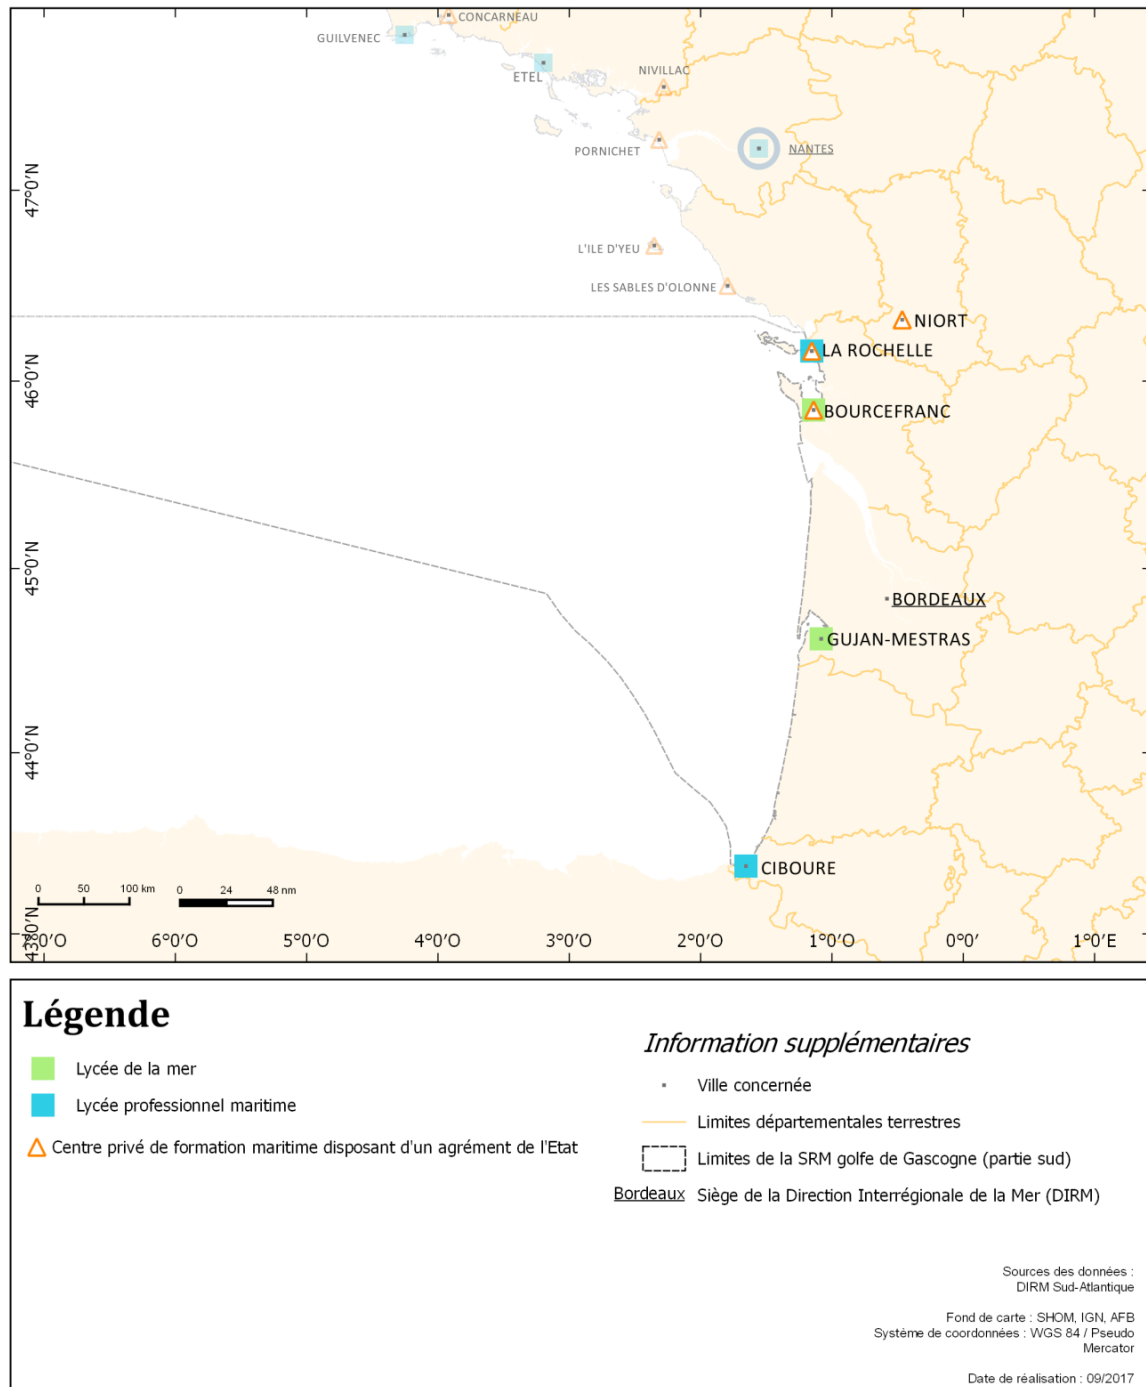 CONCARNEAU
GUILVENEC
ETEL
NIVILLAC
PORNICHET
NANTES
47°0'N
L'ILE D'YEU
LES SABLES D'OLONNE
NIORT
LA ROCHELLE
46°0'N
BOURCEFRANC
45°0'N
BORDEAUX
GUJAN-MESTRAS
44°0'N
CIBOURE
0 50 100 km
0 24 48 nm
43°0'N
7°0'O 6°0'O 5°0'O 4°0'O 3°0'O 2°0'O 1°0'O 0°0' 1°0'E
Légende
Lycée de la mer
Lycée professionnel maritime
Centre privé de formation maritime disposant d'un agrément de l'Etat
Information supplémentaires
Ville concernée
Limites départementales terrestres
Limites de la SRM golfe de Gascogne (partie sud)
Bordeaux Siège de la Direction Interrégionale de la Mer (DIRM)
Sources des données :
DIRM Sud-Atlantique
Fond de carte : SHOM, IGN, AFB
Système de coordonnées : WGS 84 / Pseudo
Mercator
Date de réalisation : 09/2017